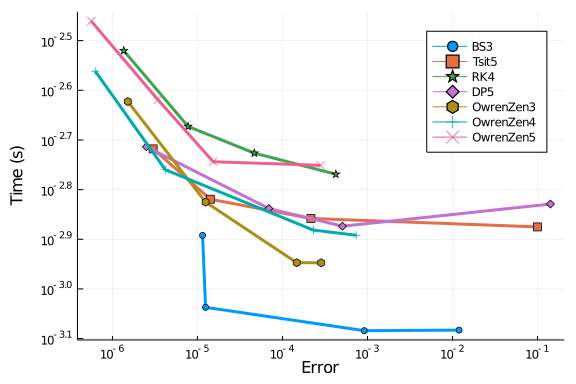 10^-2.5
10^-2.6
10^-2.7
10^-2.8
10^-2.9
10^-3.0
10^-3.1
Time (s)
BS3
Tsit5
RK4
DP5
OwrenZen3
OwrenZen4
OwrenZen5
10^-6 10^-5 10^-4 10^-3 10^-2 10^-1
Error